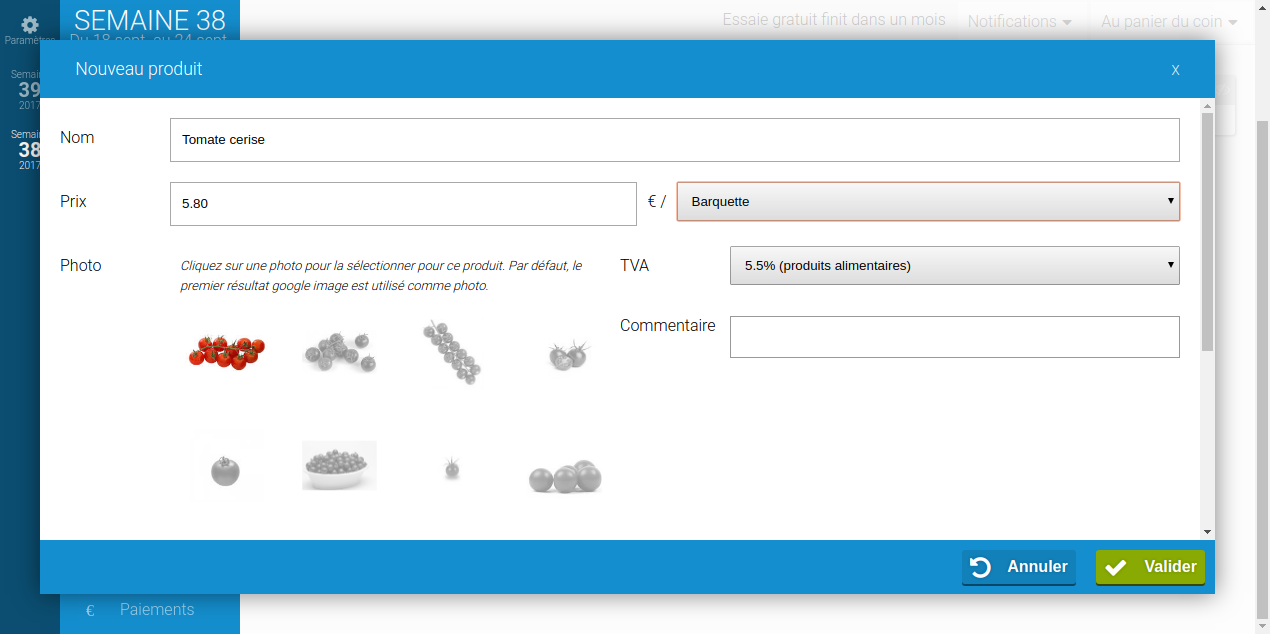 SEMAINE 38
Essaie gratuit finit dans un mois
Notifications
Au panier du coin
Paramètres
Du 18 sept. au 24 sept.
Nouveau produit
X
Semai
39
2017
Semai
38
2017
Nom
Tomate cerise
Prix
5.80
€ /
Barquette
Photo
Cliquez sur une photo pour la sélectionner pour ce produit. Par défaut, le
premier résultat google image est utilisé comme photo.
TVA
5.5% (produits alimentaires)
Commentaire
Annuler
Valider
€ Paiements